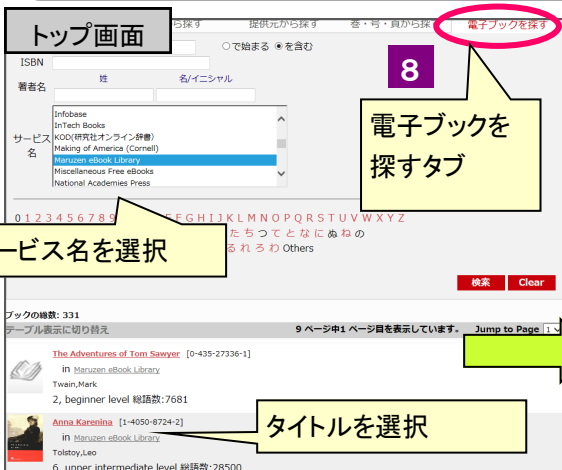 トップ画面
ら探す 提供元から探す 巻・号・頁から探す 電子ブックを探す
○で始まる ◉を含む
ISBN
姓 名/イニシャル
著者名
8
電子ブックを
探すタブ
サービス
名
Infobase
InTech Books
KOD(研究社オンライン辞書)
Making of America (Cornell)
Maruzen eBook Library
Miscellaneous Free eBooks
National Academies Press
0 1 2 3 4 5 6 7 8 9 E F G H I J K L M N O P Q R S T U V W X Y Z
た ち つ て と な に ぬ ね の
る れ ろ わ Others
ービス名を選択
検索 Clear
ブックの総数: 331
テーブル表示に切り替え 9 ページ中1 ページ目を表示しています。 Jump to Page 1
The Adventures of Tom Sawyer [0-435-27336-1]
in Maruzen eBook Library
Twain,Mark
2, beginner level 総語数:7681
Anna Karenina [1-4050-8724-2]
in Maruzen eBook Library
Tolstoy,Leo
6, upper intermediate level 総語数:28500
タイトルを選択